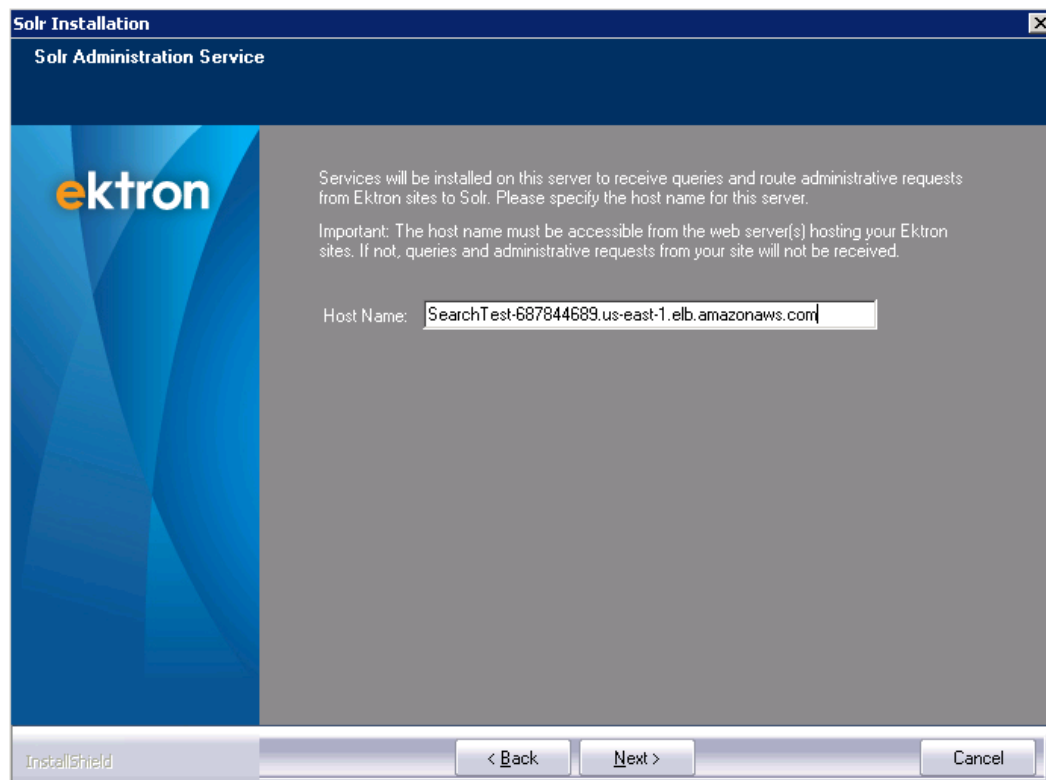 Solr Installation
Solr Administration Service
ektron
Services will be installed on this server to receive queries and route administrative requests
from Ektron sites to Solr. Please specify the host name for this server.
Important: The host name must be accessible from the web server(s) hosting your Ektron
sites. If not, queries and administrative requests from your site will not be received.
Host Name: SearchTest-687844689.us-east-1.elb.amazonaws.com
InstallShield
< Back Next > Cancel